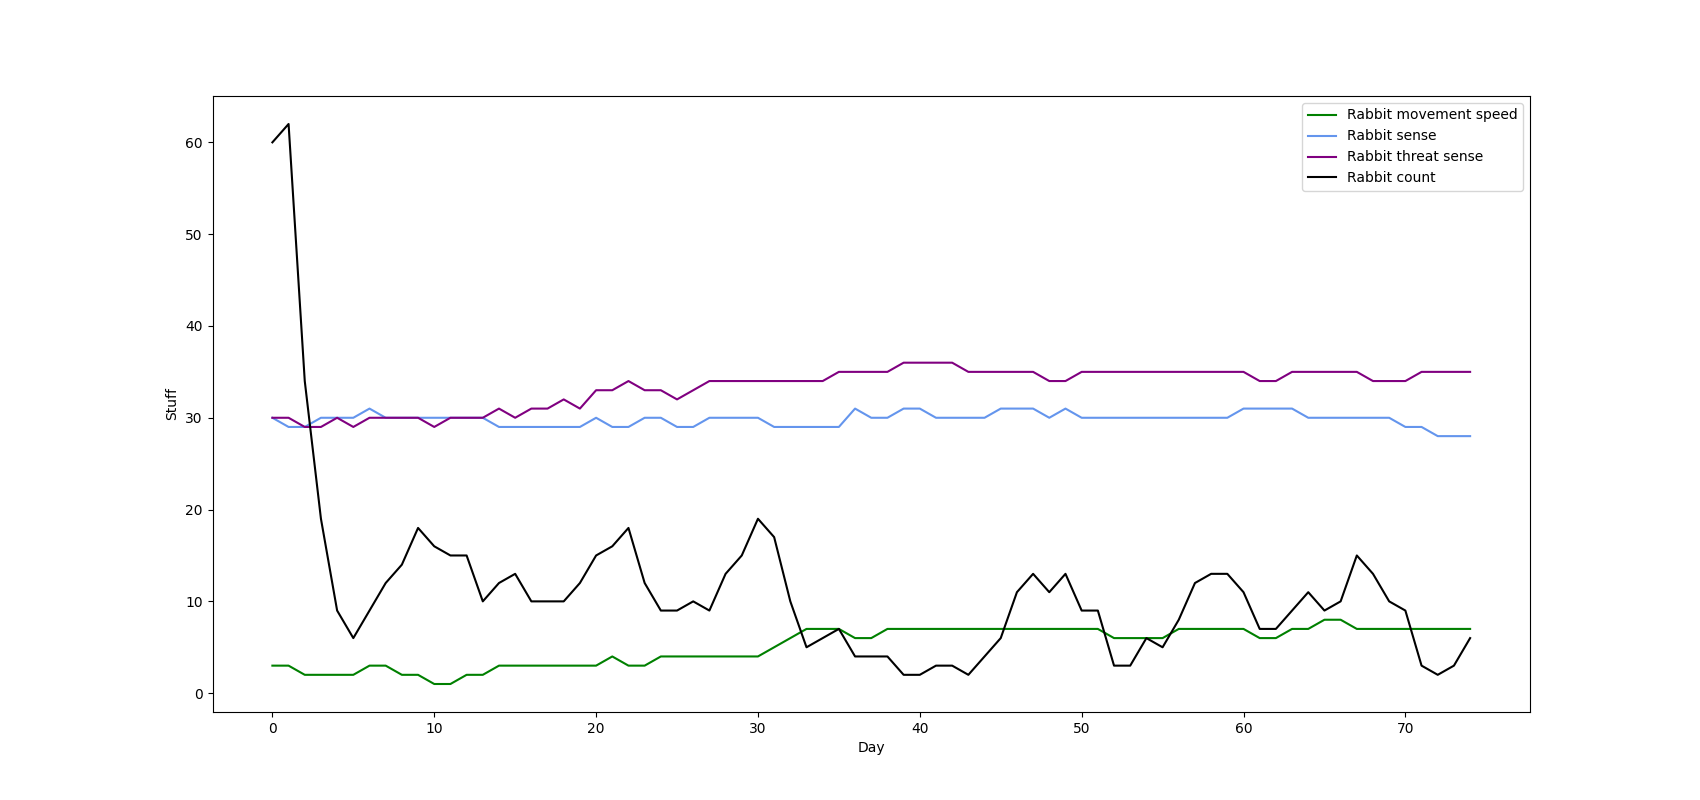 Rabbit movement speed
Rabbit sense
Rabbit threat sense
Rabbit count
60
50
40
30
20
10
0
Stuff
0 10 20 30 40 50 60 70
Day